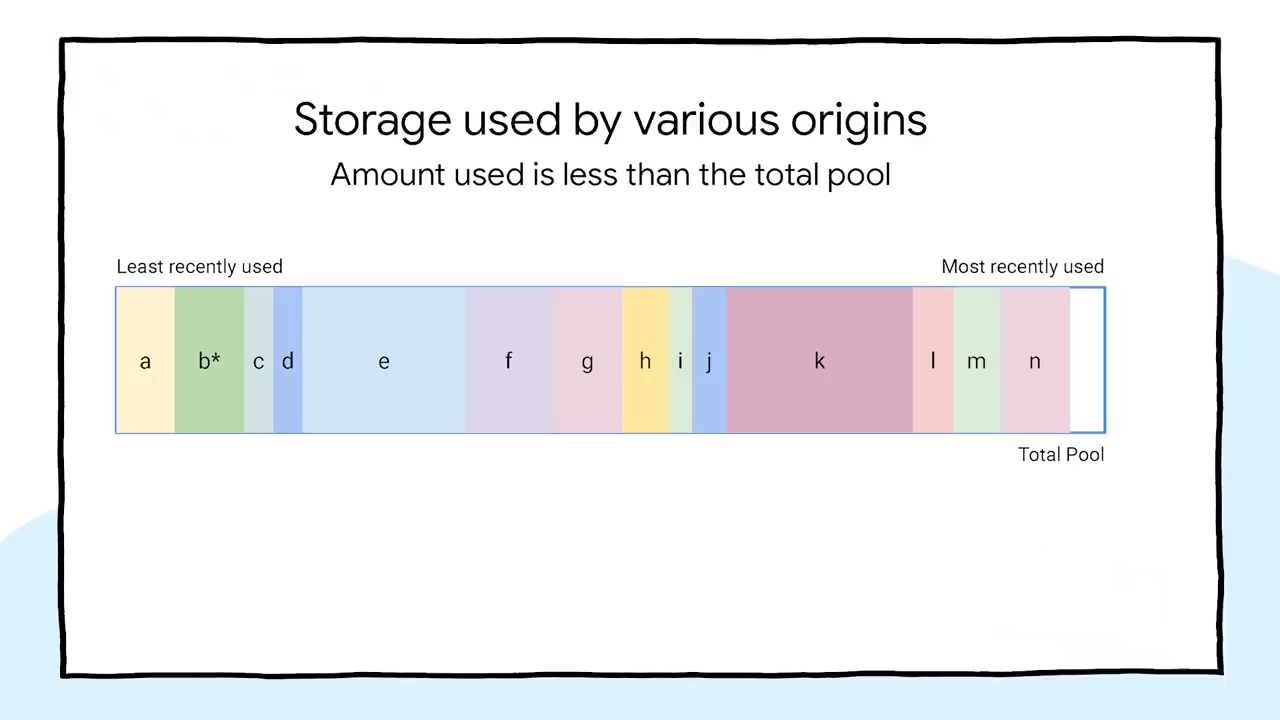 Storage used by various origins
Amount used is less than the total pool
Least recently used
Most recently used
a b* c d e f g h i j k l m n
Total Pool